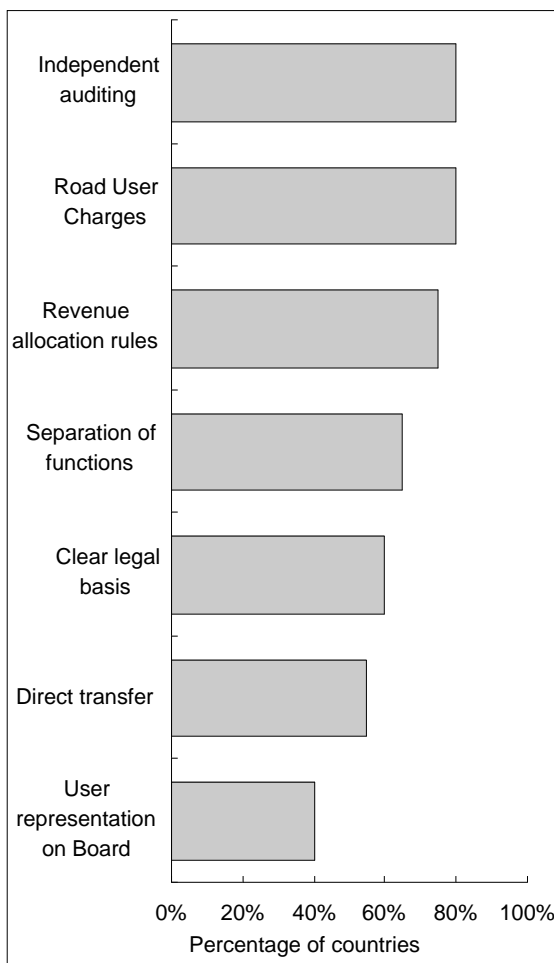 Independent
auditing
Road User
Charges
Revenue
allocation rules
Separation of
functions
Clear legal
basis
Direct transfer
User
representation
on Board
0% 20% 40% 60% 80% 100%
Percentage of countries